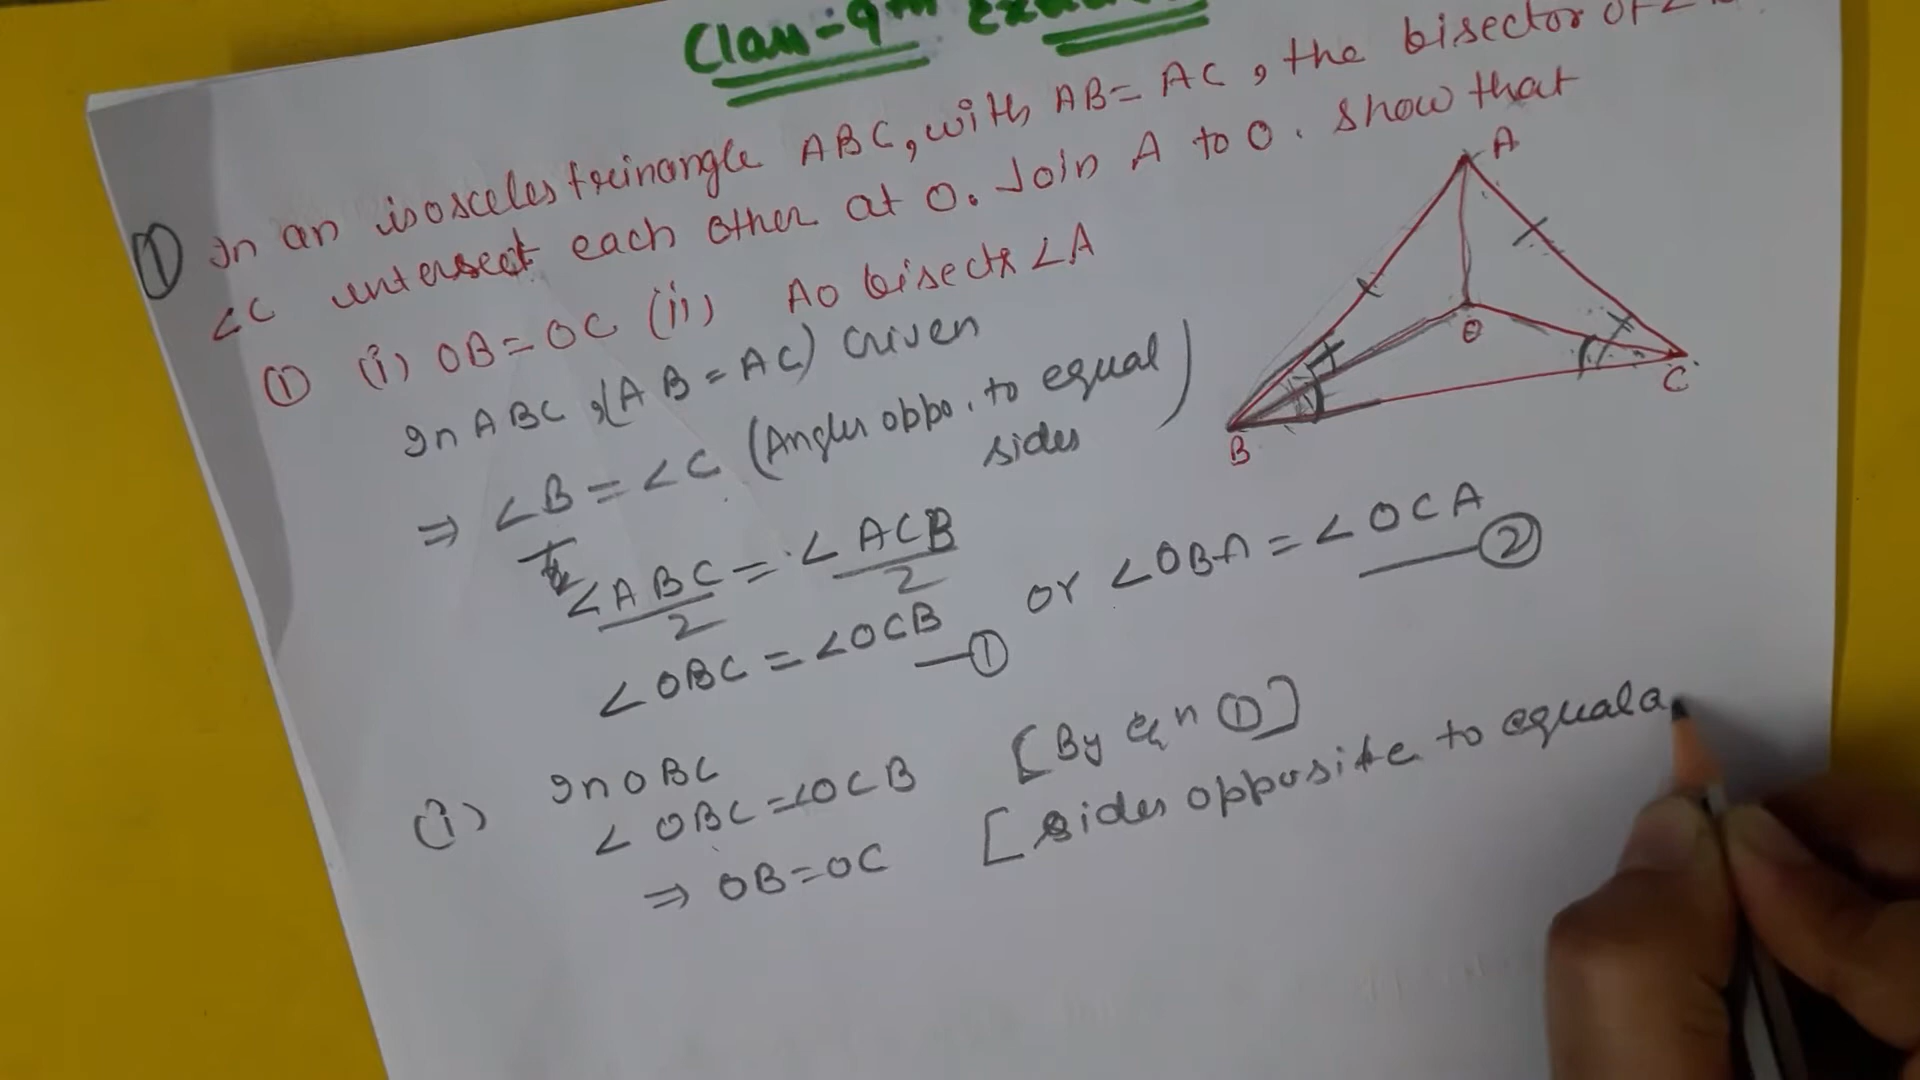 Class-9th
① In an isosceles treinangle ABC, with AB= AC, the bisector of ∠
∠C intersect each other at O. Join A to O. Show that
① (i) OB=OC (ii) AO bisects ∠A
In ABC, (AB=AC) Given
⇒ ∠B=∠C (Angles oppo. to equal sides)
∠ABC/2 = ∠ACB/2
∠OBC=∠OCB —① or ∠OBA=∠OCA —②
(i) In OBC
∠OBC=∠OCB [By eqn ①]
⇒ OB=OC [sides opposite to equal a
A
O
B
C